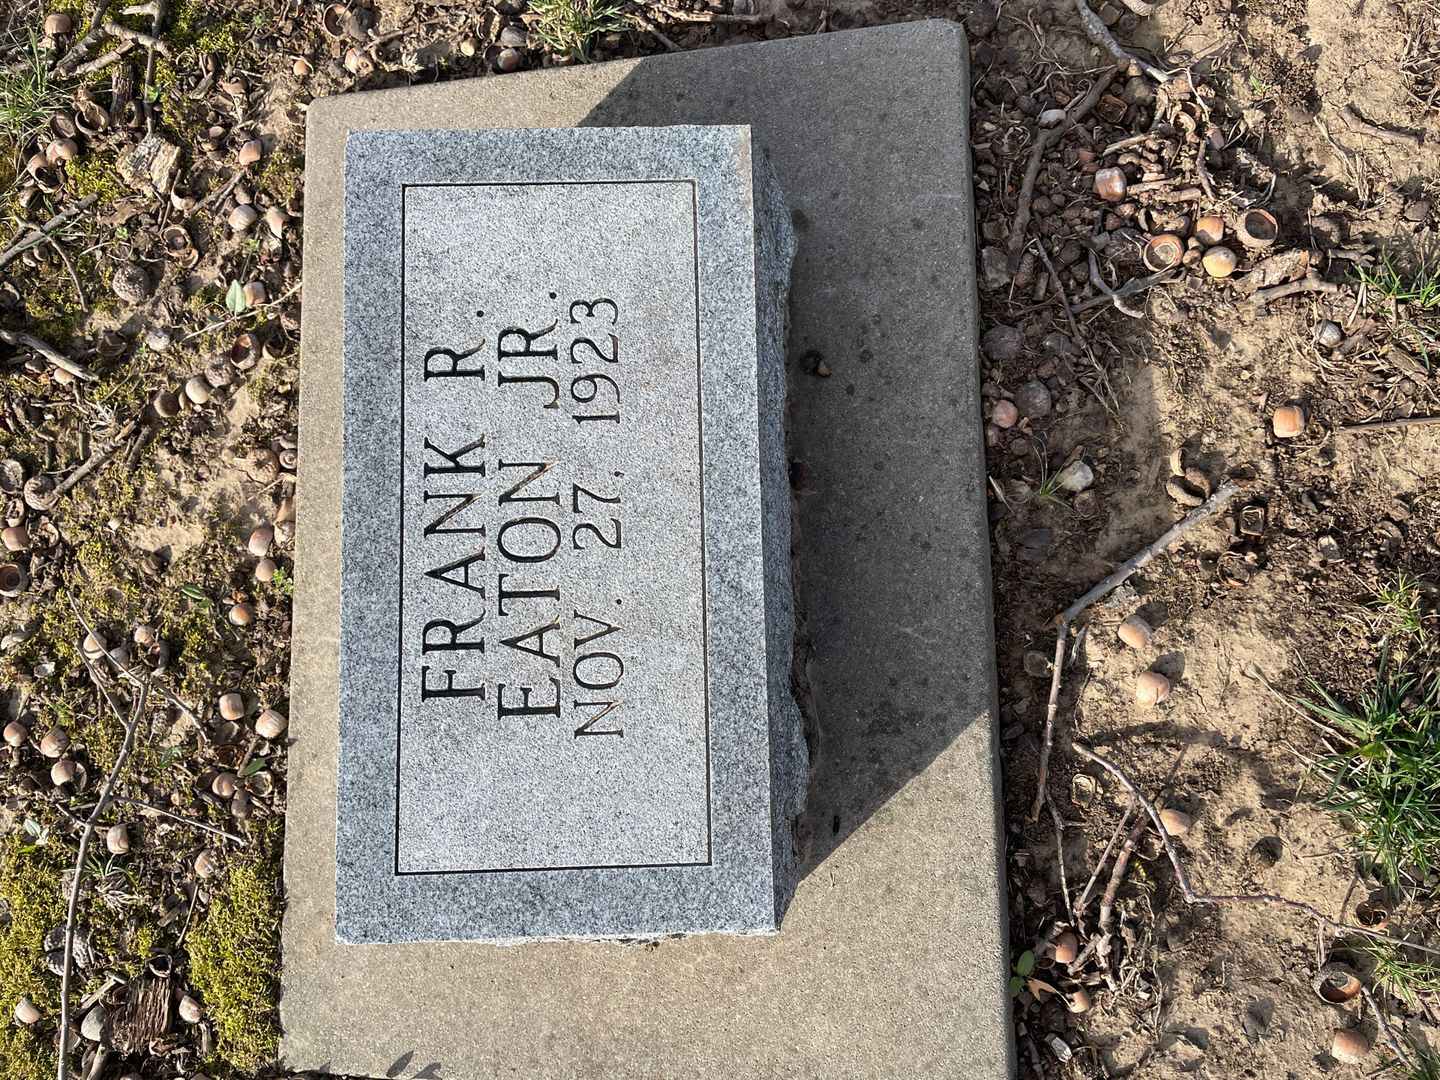 FRANK R.
EATON JR.
NOV. 27, 1923